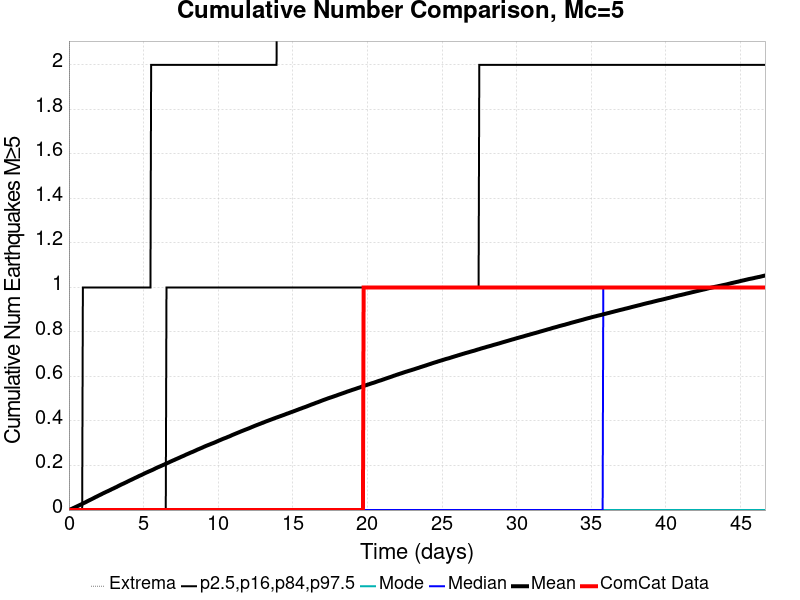 Cumulative Number Comparison, Mc=5
Cumulative Num Earthquakes M≥5
2
1.8
1.6
1.4
1.2
1
0.8
0.6
0.4
0.2
0
0 5 10 15 20 25 30 35 40 45
Time (days)
Extrema p2.5,p16,p84,p97.5 Mode Median Mean ComCat Data